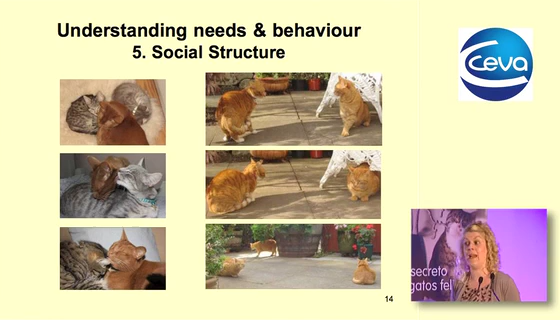 Understanding needs & behaviour
5. Social Structure
ceva
14
secreto
gatos fel